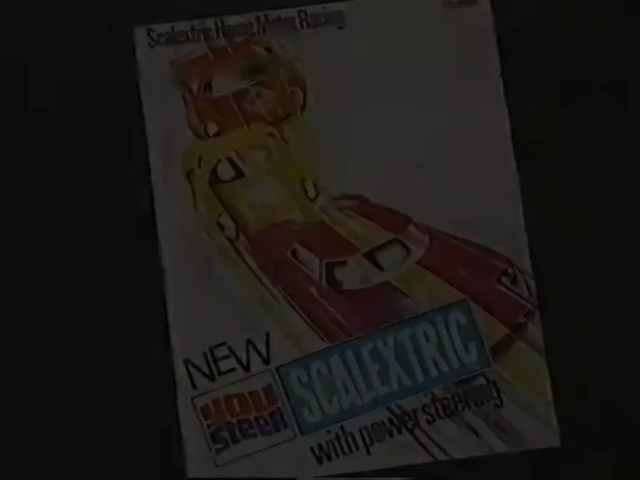 Scalextric Home Motor Racing
NEW
you
steer
SCALEXTRIC
with power steering